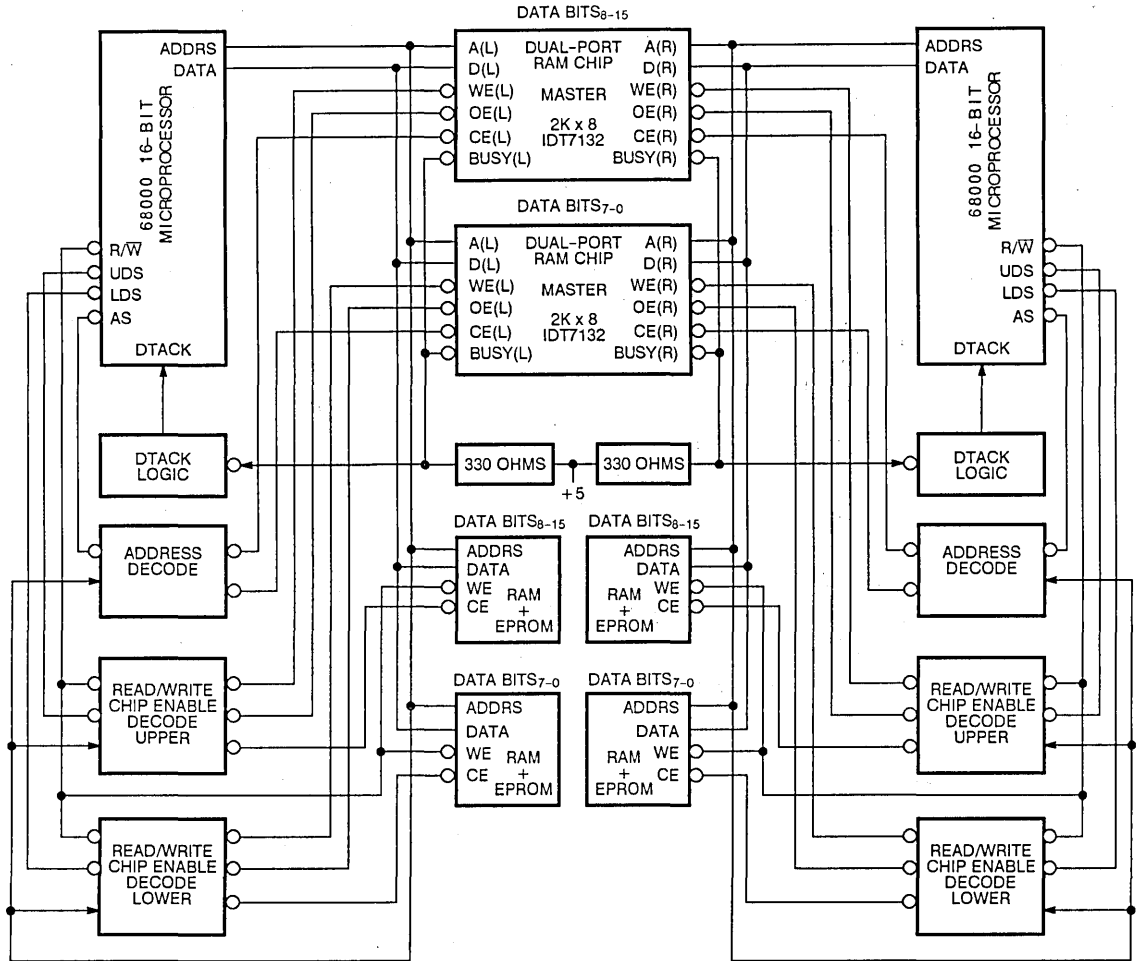 DATA BITS8-15
68000 16-BIT
MICROPROCESSOR
ADDRS
DATA
R/W̅
UDS
LDS
AS
DTACK
A(L)
D(L)
WE(L)
OE(L)
CE(L)
BUSY(L)
DUAL-PORT
RAM CHIP
MASTER
2K x 8
IDT7132
A(R)
D(R)
WE(R)
OE(R)
CE(R)
BUSY(R)
68000 16-BIT
MICROPROCESSOR
ADDRS
DATA
R/W̅
UDS
LDS
AS
DTACK
DATA BITS7-0
A(L)
D(L)
WE(L)
OE(L)
CE(L)
BUSY(L)
DUAL-PORT
RAM CHIP
MASTER
2K x 8
IDT7132
A(R)
D(R)
WE(R)
OE(R)
CE(R)
BUSY(R)
DTACK
LOGIC
330 OHMS
330 OHMS
+5
DTACK
LOGIC
ADDRESS
DECODE
DATA BITS8-15
ADDRS
DATA
WE
CE
RAM
+
EPROM
DATA BITS8-15
ADDRS
DATA
WE
CE
RAM
+
EPROM
ADDRESS
DECODE
READ/WRITE
CHIP ENABLE
DECODE
UPPER
DATA BITS7-0
ADDRS
DATA
WE
CE
RAM
+
EPROM
DATA BITS7-0
ADDRS
DATA
WE
CE
RAM
+
EPROM
READ/WRITE
CHIP ENABLE
DECODE
UPPER
READ/WRITE
CHIP ENABLE
DECODE
LOWER
READ/WRITE
CHIP ENABLE
DECODE
LOWER